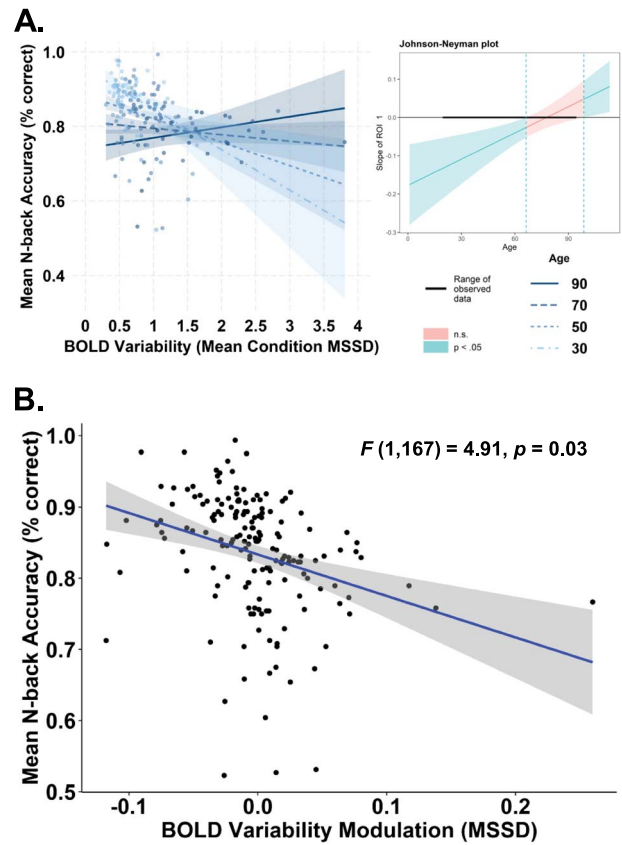 A.
Mean N-back Accuracy (% correct)
1.0
0.8
0.6
0.4
0 0.5 1 1.5 2 2.5 3 3.5 4
BOLD Variability (Mean Condition MSSD)
Johnson-Neyman plot
Slope of ROI 1
0.1
0.0
-0.1
-0.2
-0.3
0 30 60 90
Age
Range of
observed
data
n.s.
p < .05
Age
90
70
50
30
B.
Mean N-back Accuracy (% correct)
1.0
0.9
0.8
0.7
0.6
0.5
F (1,167) = 4.91, p = 0.03
-0.1 0.0 0.1 0.2
BOLD Variability Modulation (MSSD)